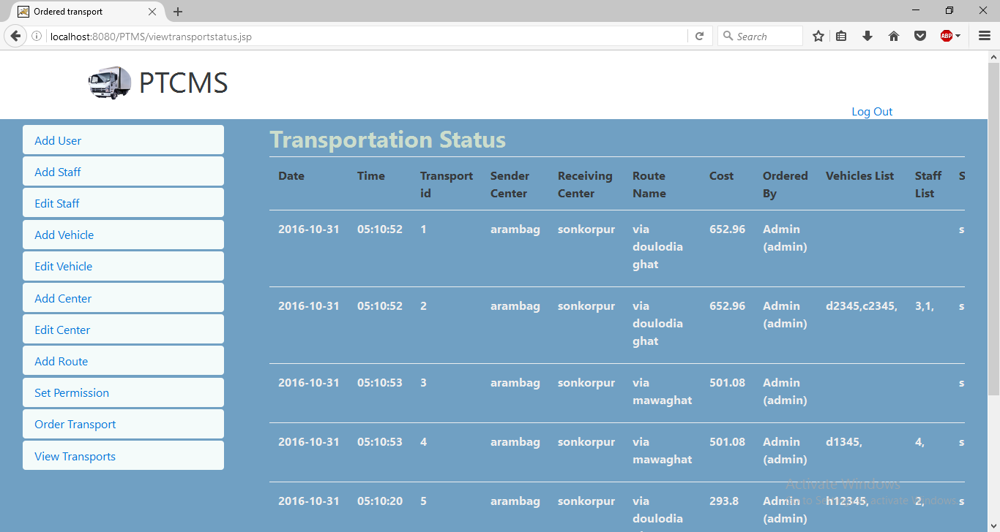 Ordered transport
localhost:8080/PTMS/viewtransportstatus.jsp
Search
ABP
PTCMS
Log Out
Add User
Add Staff
Edit Staff
Add Vehicle
Edit Vehicle
Add Center
Edit Center
Add Route
Set Permission
Order Transport
View Transports
Transportation Status
Date Time Transport Sender Receiving Route Cost Ordered Vehicles List Staff S
id Center Center Name By List
2016-10-31 05:10:52 1 arambag sonkorpur via 652.96 Admin s
doulodia (admin)
ghat
2016-10-31 05:10:52 2 arambag sonkorpur via 652.96 Admin d2345,c2345, 3,1, s
doulodia (admin)
ghat
2016-10-31 05:10:53 3 arambag sonkorpur via 501.08 Admin s
mawaghat (admin)
2016-10-31 05:10:53 4 arambag sonkorpur via 501.08 Admin d1345, 4, s
mawaghat (admin)
Activate Windows
2016-10-31 05:10:20 5 arambag sonkorpur via 293.8 Admin h12345, 2, s
Go to Settings to activate Windows.
doulodia (admin)